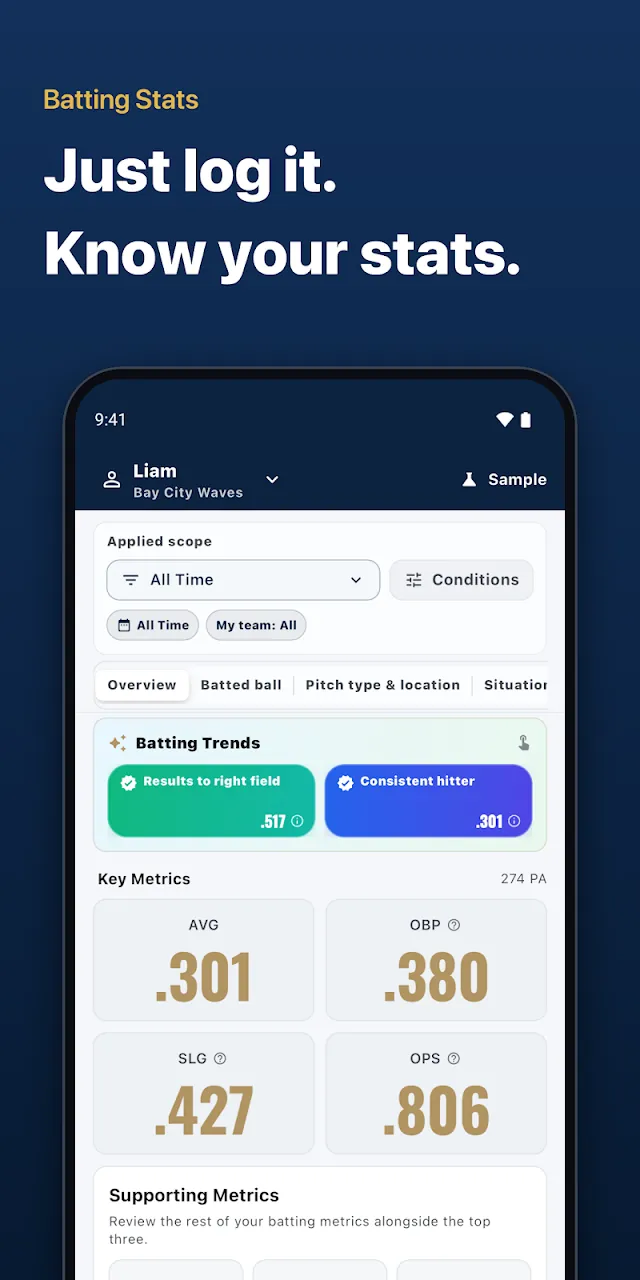 Batting Stats
Just log it.
Know your stats.
9:41
Liam
Bay City Waves
Sample
Applied scope
All Time
Conditions
All Time
My team: All
Overview
Batted ball
Pitch type & location
Situation
Batting Trends
Results to right field
.517
Consistent hitter
.301
Key Metrics
274 PA
AVG
.301
OBP
.380
SLG
.427
OPS
.806
Supporting Metrics
Review the rest of your batting metrics alongside the top
three.